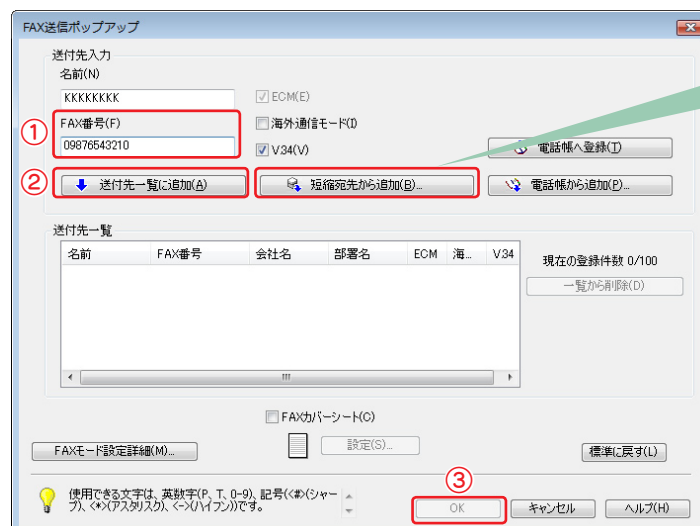 FAX送信ポップアップ
送付先入力
名前(N)
KKKKKKKK
ECM(E)
① FAX番号(F)
海外通信モード(I)
09876543210
V.34(V)
電話帳へ登録(T)
② 送付先一覧に追加(A)
短縮宛先から追加(B)...
電話帳から追加(P)...
送付先一覧
名前 FAX番号 会社名 部署名 ECM 海... V.34
現在の登録件数 0/100
一覧から削除(D)
FAXカバーシート(C)
FAXモード設定詳細(M)...
設定(S)...
標準に戻す(L)
③
使用できる文字は、英数字(P、T、0-9)、記号(<#>(シャー
プ)、<*>(アスタリスク)、<->(ハイフン))です。
OK
キャンセル
ヘルプ(H)